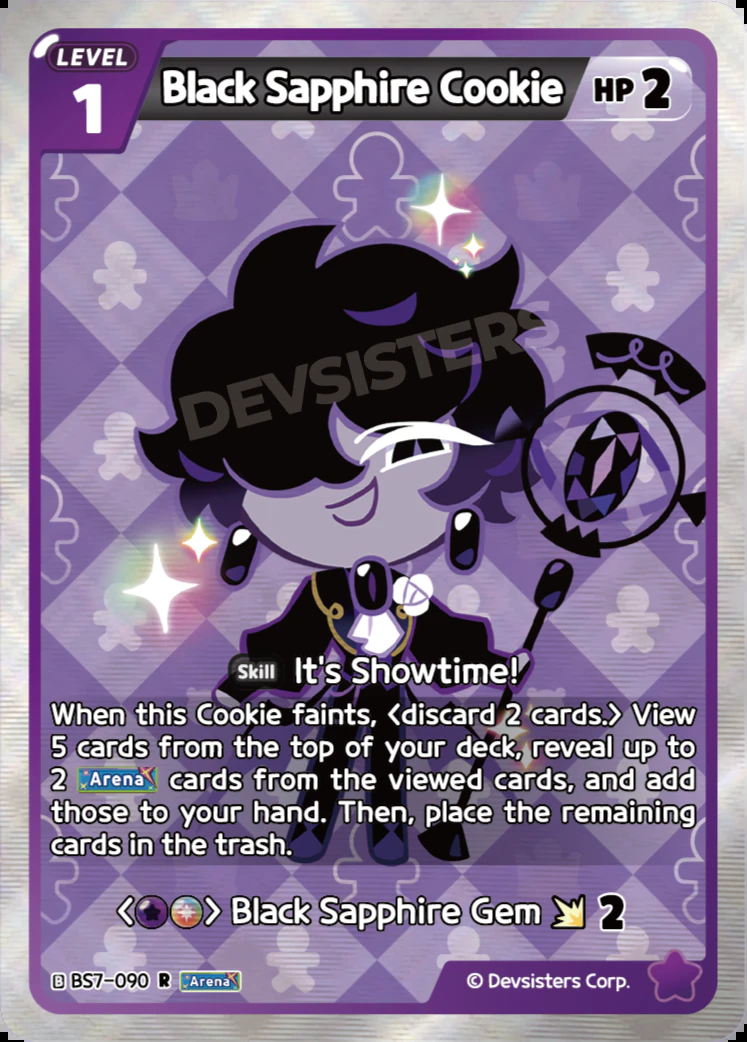 LEVEL
1
Black Sapphire Cookie
HP 2
DEVSISTERS
Skill It's Showtime!
When this Cookie faints, <discard 2 cards.> View
5 cards from the top of your deck, reveal up to
2 Arena cards from the viewed cards, and add
those to your hand. Then, place the remaining
cards in the trash.
< > Black Sapphire Gem 2
B BS7-090 R Arena
© Devsisters Corp.